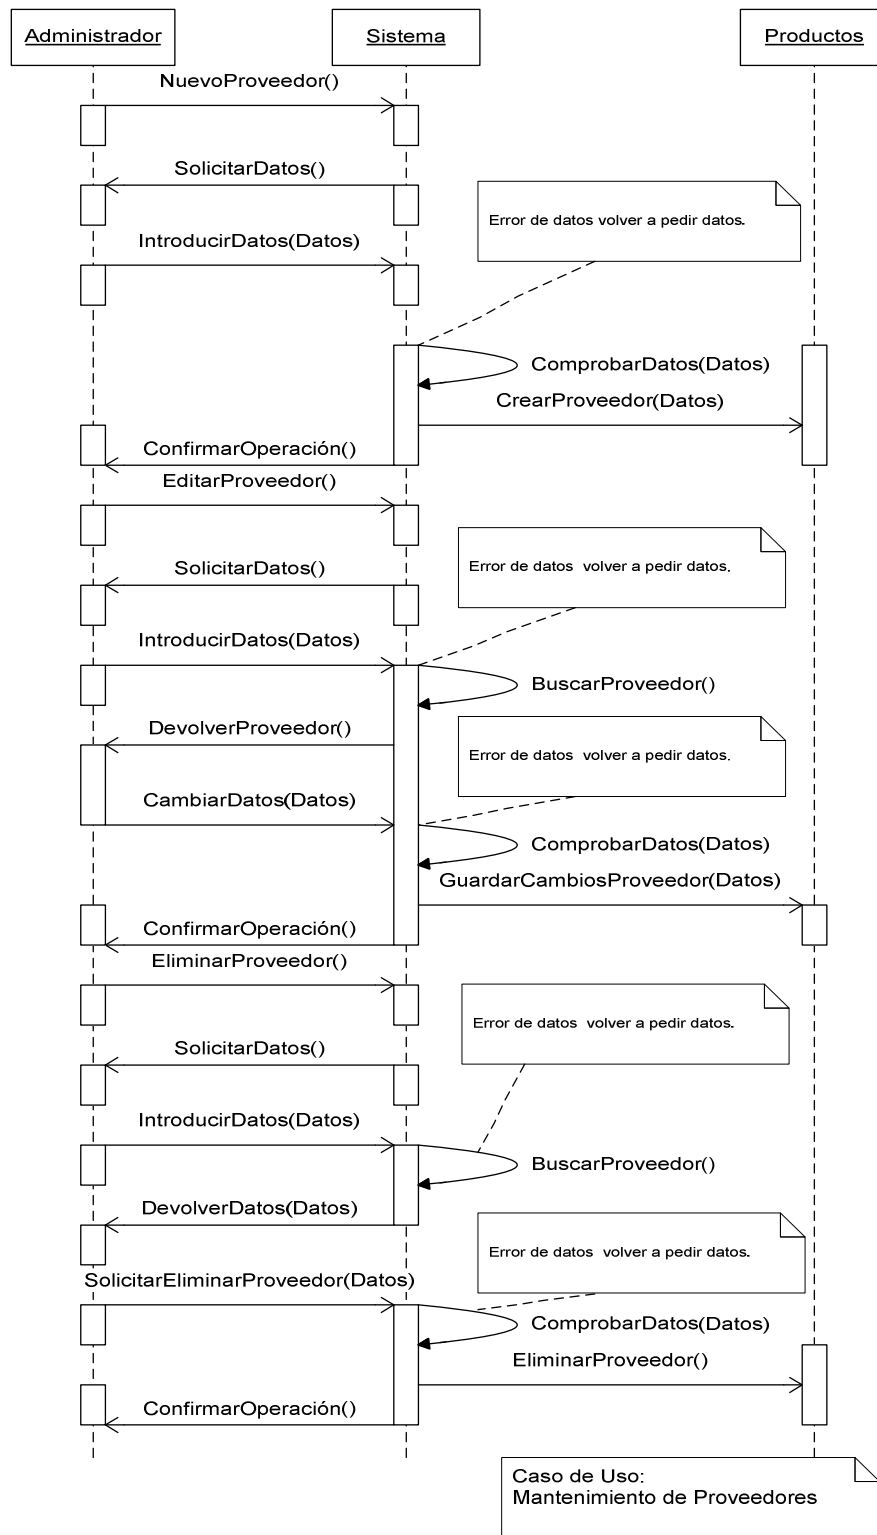 Administrador
Sistema
Productos
NuevoProveedor()
SolicitarDatos()
Error de datos volver a pedir datos.
IntroducirDatos(Datos)
ComprobarDatos(Datos)
CrearProveedor(Datos)
ConfirmarOperación()
EditarProveedor()
Error de datos  volver a pedir datos.
SolicitarDatos()
IntroducirDatos(Datos)
BuscarProveedor()
DevolverProveedor()
Error de datos  volver a pedir datos.
CambiarDatos(Datos)
ComprobarDatos(Datos)
GuardarCambiosProveedor(Datos)
ConfirmarOperación()
EliminarProveedor()
Error de datos  volver a pedir datos.
SolicitarDatos()
IntroducirDatos(Datos)
BuscarProveedor()
DevolverDatos(Datos)
Error de datos  volver a pedir datos.
SolicitarEliminarProveedor(Datos)
ComprobarDatos(Datos)
EliminarProveedor()
ConfirmarOperación()
Caso de Uso:
Mantenimiento de Proveedores